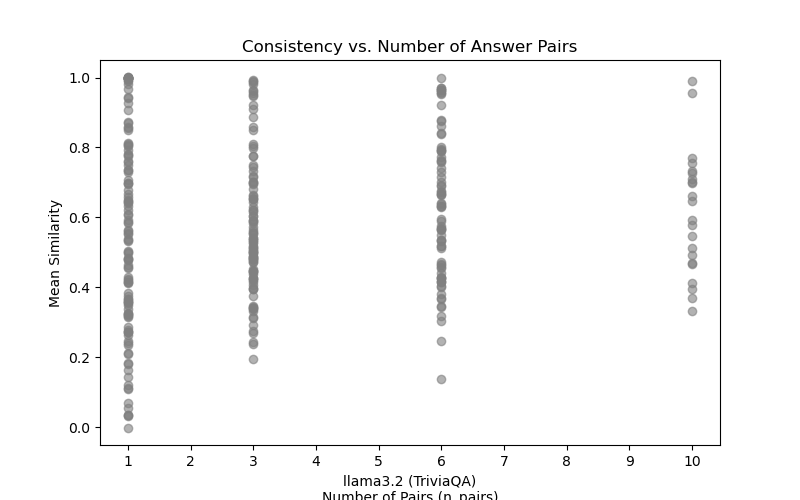 Consistency vs. Number of Answer Pairs
Mean Similarity
1.0
0.8
0.6
0.4
0.2
0.0
1 2 3 4 5 6 7 8 9 10
llama3.2 (TriviaQA)
Number of Pairs (n_pairs)